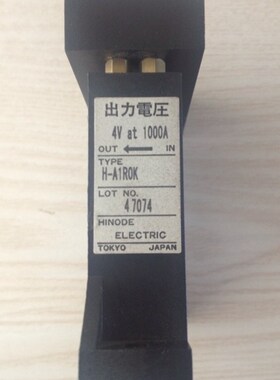 出力電圧
4V at 1000A
OUT ← IN
TYPE
H-A1R0K
LOT NO.
47074
HINODE
ELECTRIC
TOKYO JAPAN